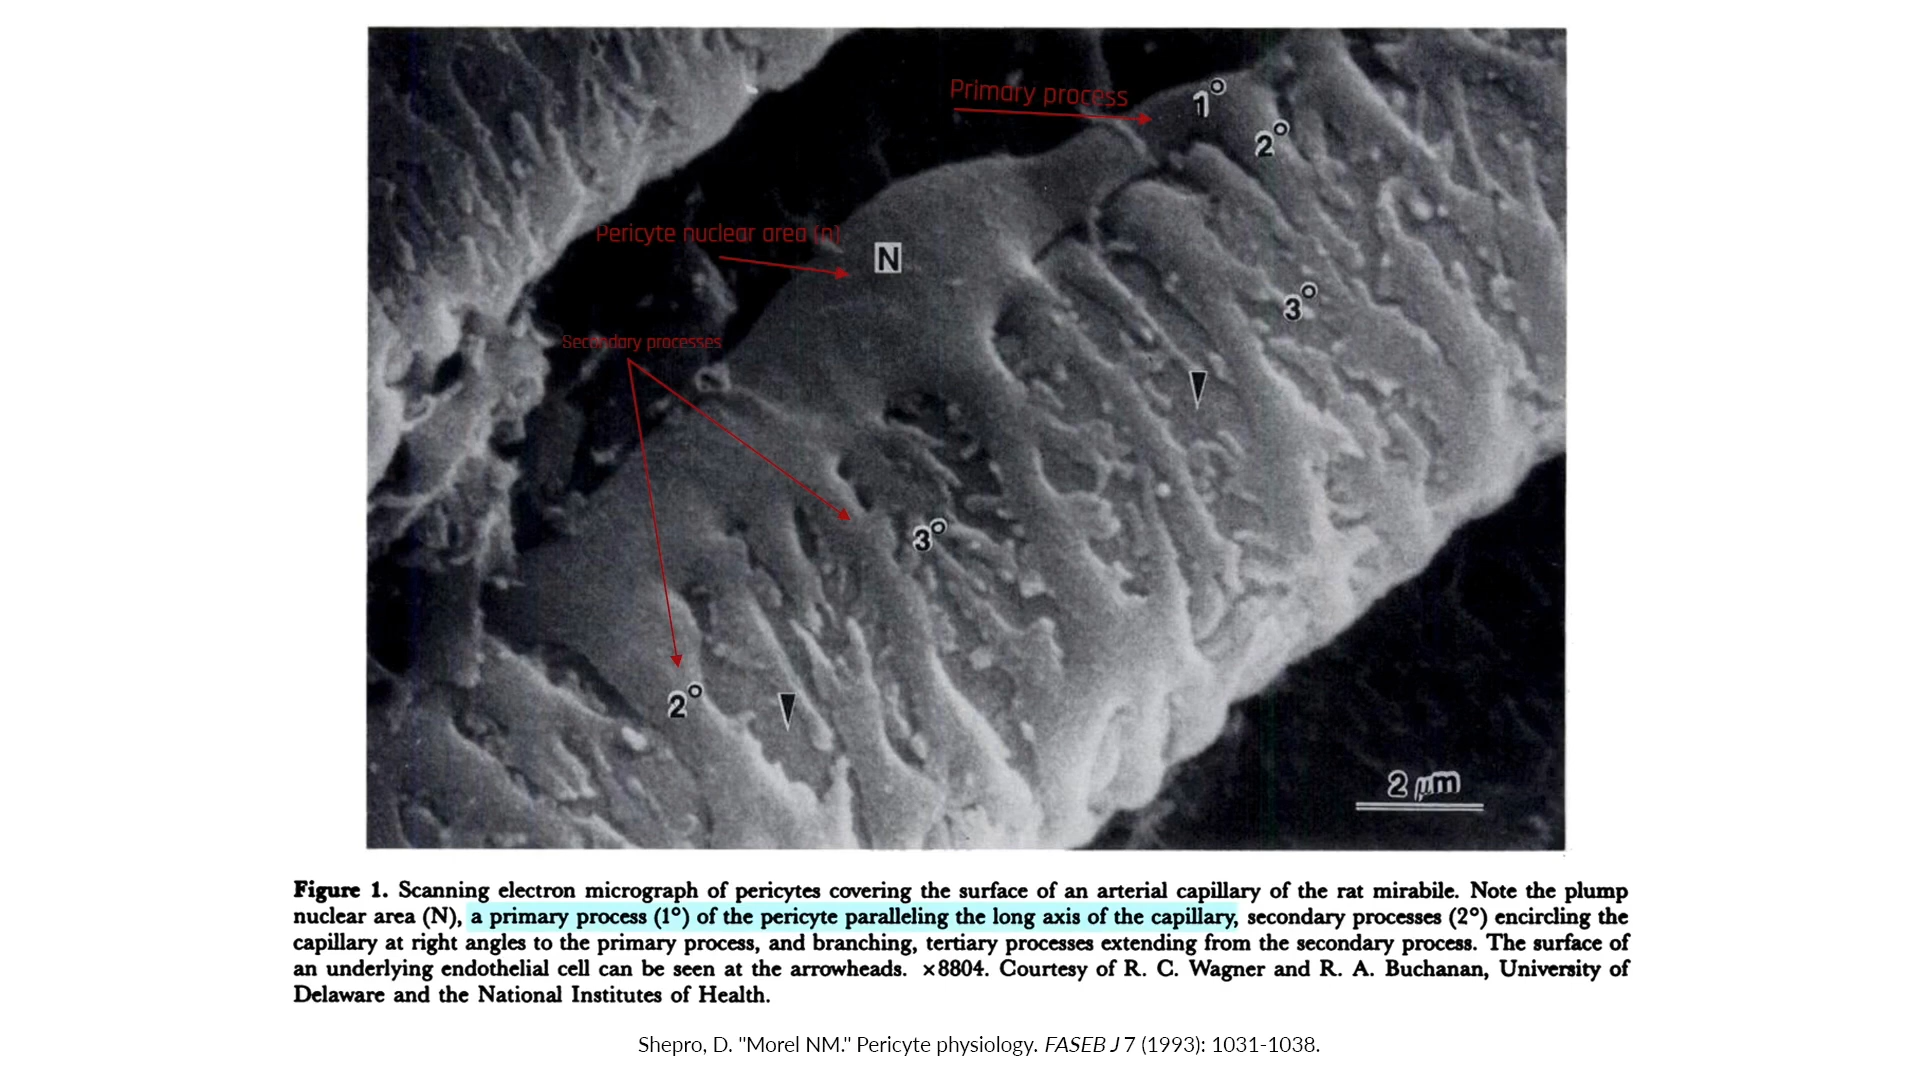 Primary process
1°
2°
Pericyte nuclear area (n)
N
3°
Secondary processes
3°
2°
2 μm
Figure 1. Scanning electron micrograph of pericytes covering the surface of an arterial capillary of the rat mirabile. Note the plump
nuclear area (N), a primary process (1°) of the pericyte paralleling the long axis of the capillary, secondary processes (2°) encircling the
capillary at right angles to the primary process, and branching, tertiary processes extending from the secondary process. The surface of
an underlying endothelial cell can be seen at the arrowheads. ×8804. Courtesy of R. C. Wagner and R. A. Buchanan, University of
Delaware and the National Institutes of Health.
Shepro, D. "Morel NM." Pericyte physiology. FASEB J 7 (1993): 1031-1038.